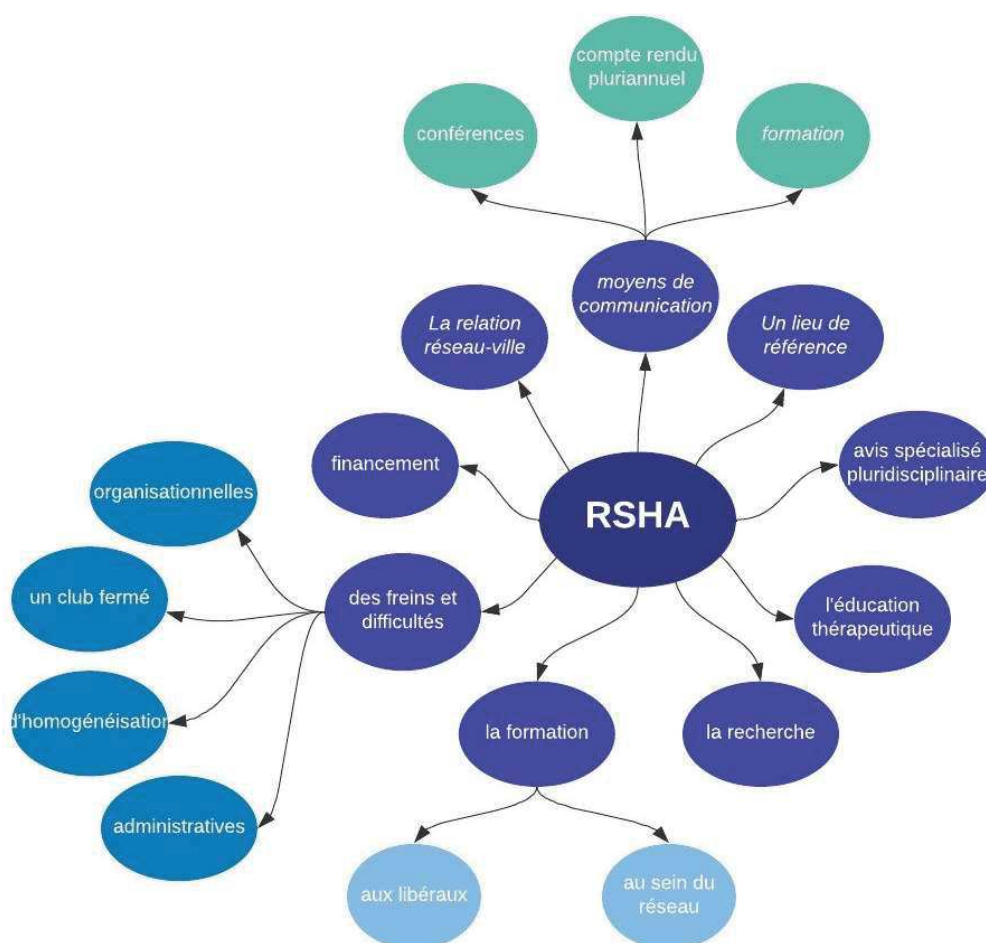 compte rendu
pluriannuel
conférences
formation
moyens de
communication
La relation
réseau-ville
Un lieu de
référence
financement
avis spécialisé
pluridisciplinaire
organisationnelles
RSHA
un club fermé
des freins et
difficultés
l'éducation
thérapeutique
d'homogénéisation
la formation
la recherche
administratives
aux libéraux
au sein du
réseau